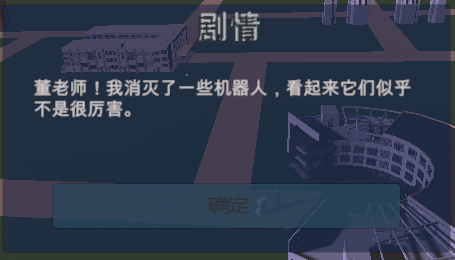 剧情
董老师！我消灭了一些机器人，看起来它们似乎
不是很厉害。
确定